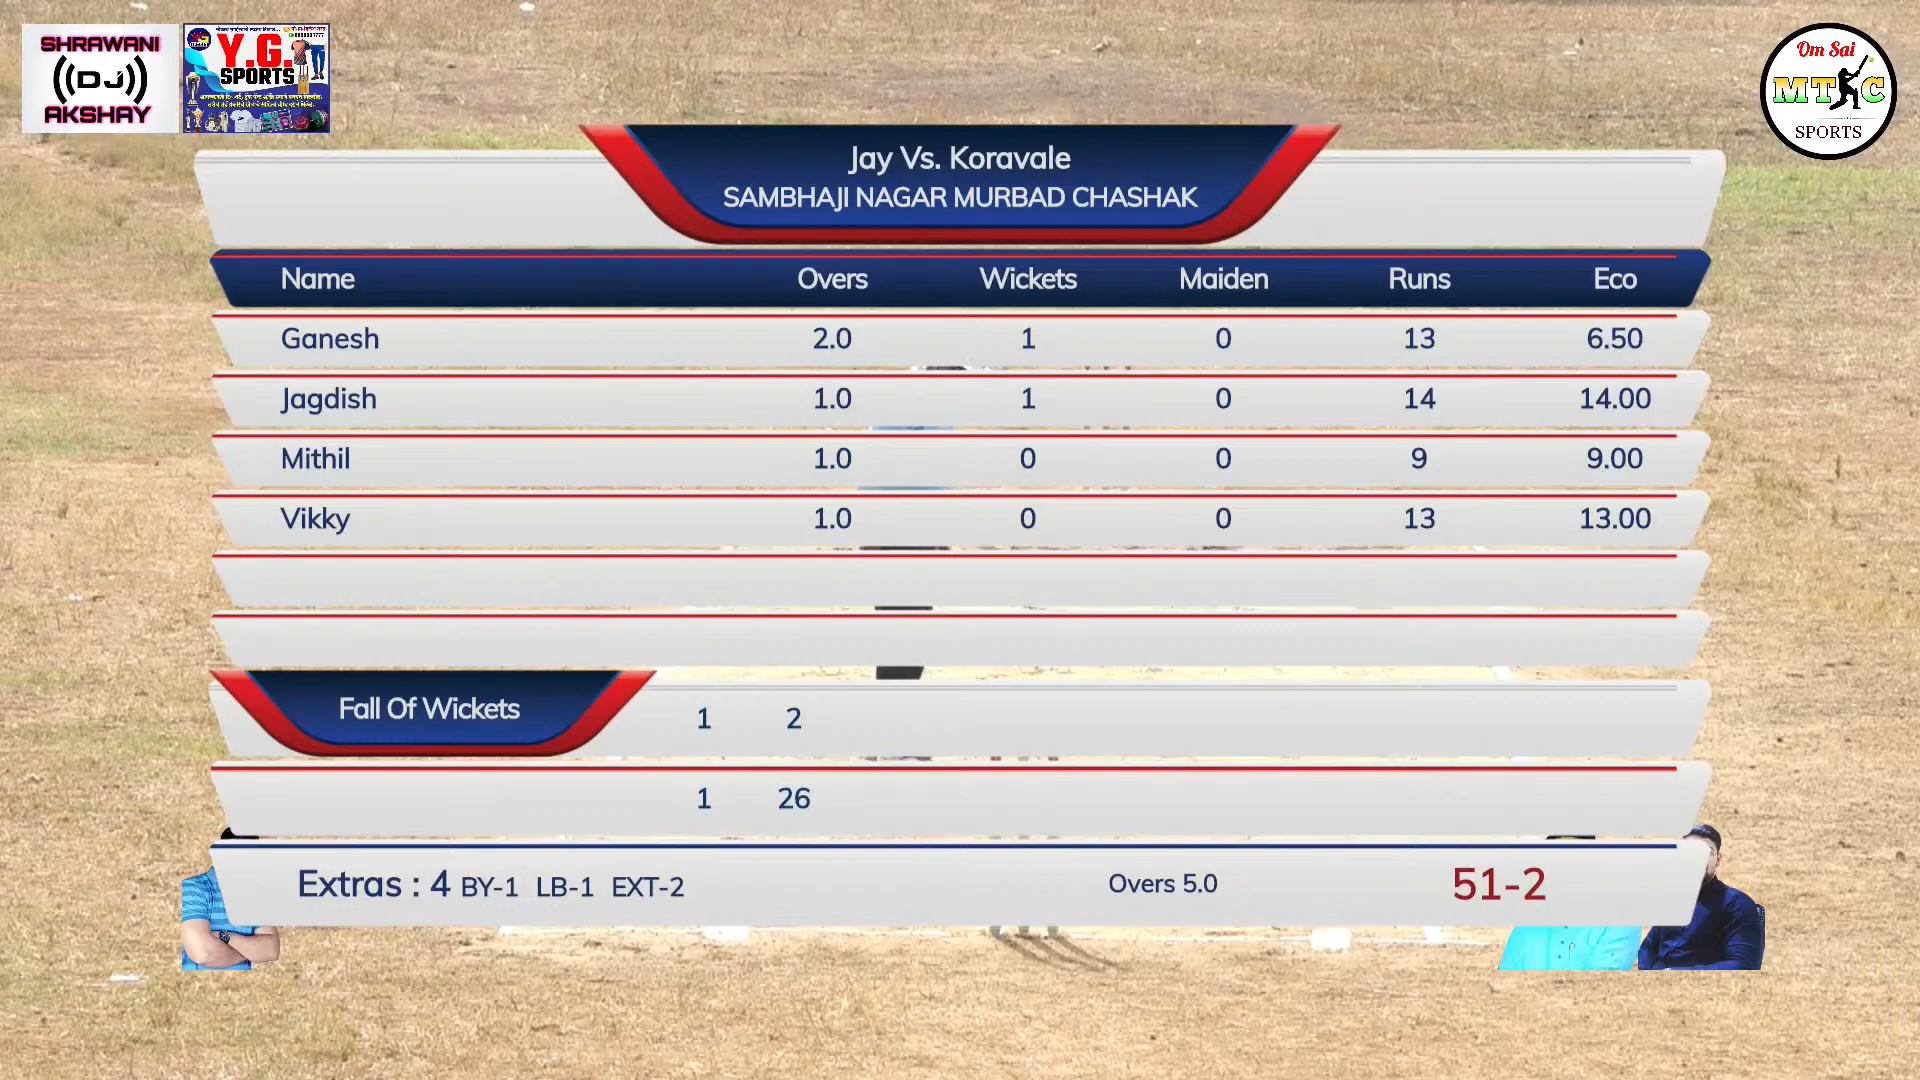 SHRAWANI
DJ
AKSHAY
Y.G.
SPORTS
Om Sai
MTC
SPORTS
Jay Vs. Koravale
SAMBHAJI NAGAR MURBAD CHASHAK
Name Overs Wickets Maiden Runs Eco
Ganesh 2.0 1 0 13 6.50
Jagdish 1.0 1 0 14 14.00
Mithil 1.0 0 0 9 9.00
Vikky 1.0 0 0 13 13.00
Fall Of Wickets 1 2
1 26
Extras : 4 BY-1 LB-1 EXT-2 Overs 5.0 51-2